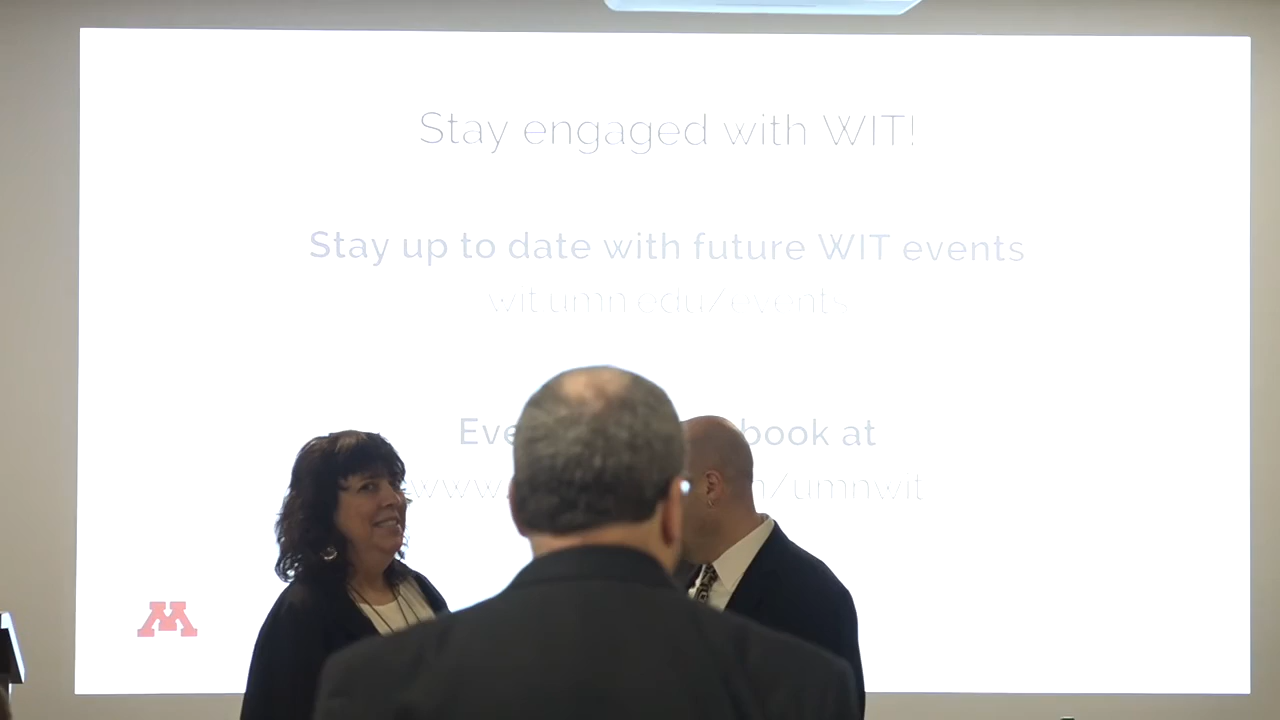 Stay engaged with WIT!
Stay up to date with future WIT events
wit.umn.edu/events
book at
/umnwit
M